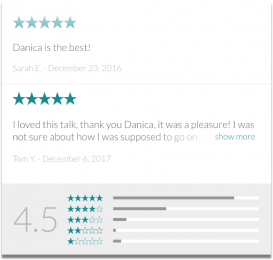 Danica is the best!
Sarah E. - December 23, 2016
I loved this talk, thank you Danica, it was a pleasure! I was
not sure about how I was supposed to go on show more
Tom Y. - December 6, 2017
4.5